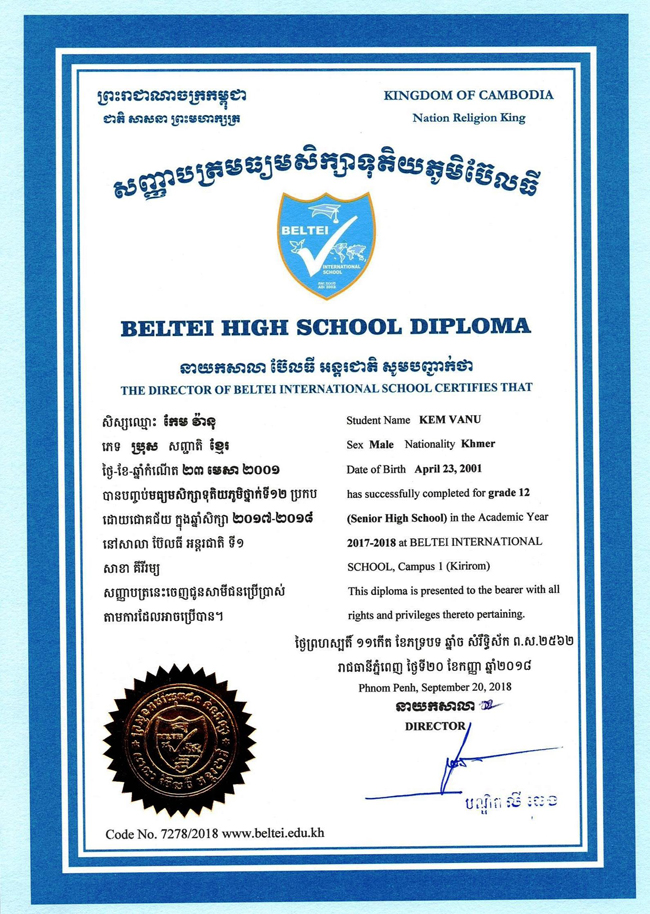 ព្រះរាជាណាចក្រកម្ពុជា
ជាតិ សាសនា ព្រះមហាក្សត្រ
KINGDOM OF CAMBODIA
Nation Religion King
សញ្ញាបត្រមធ្យមសិក្សាទុតិយភូមិប៊ែលធី
BELTEI
INTERNATIONAL
SCHOOL
BELTEI HIGH SCHOOL DIPLOMA
នាយកសាលា ប៊ែលធី អន្តរជាតិ សូមបញ្ជាក់ថា
THE DIRECTOR OF BELTEI INTERNATIONAL SCHOOL CERTIFIES THAT
សិស្សឈ្មោះ កែម វ៉ានុ
ភេទ ប្រុស សញ្ជាតិ ខ្មែរ
ថ្ងៃ-ខែ-ឆ្នាំកំណើត ២៣ មេសា ២០០១
បានបញ្ចប់មធ្យមសិក្សាទុតិយភូមិថ្នាក់ទី១២ ប្រកប
ដោយជោគជ័យ ក្នុងឆ្នាំសិក្សា ២០១៧-២០១៨
នៅសាលា ប៊ែលធី អន្តរជាតិ ទី១
សាខា គីរីរម្យ
សញ្ញាបត្រនេះចេញជូនសាមីជនប្រើប្រាស់
តាមការដែលអាចប្រើបាន។
Student Name KEM VANU
Sex Male Nationality Khmer
Date of Birth April 23, 2001
has successfully completed for grade 12
(Senior High School) in the Academic Year
2017-2018 at BELTEI INTERNATIONAL
SCHOOL, Campus 1 (Kirirom)
This diploma is presented to the bearer with all
rights and privileges thereto pertaining.
ថ្ងៃព្រហស្បតិ៍ ១១កើត ខែភទ្របទ ឆ្នាំច សំរឹទ្ធិស័ក ព.ស.២៥៦២
រាជធានីភ្នំពេញ ថ្ងៃទី២០ ខែកញ្ញា ឆ្នាំ២០១៨
Phnom Penh, September 20, 2018
នាយកសាលា
DIRECTOR
BELTEI
បណ្ឌិត លី ឆេង
Code No. 7278/2018 www.beltei.edu.kh